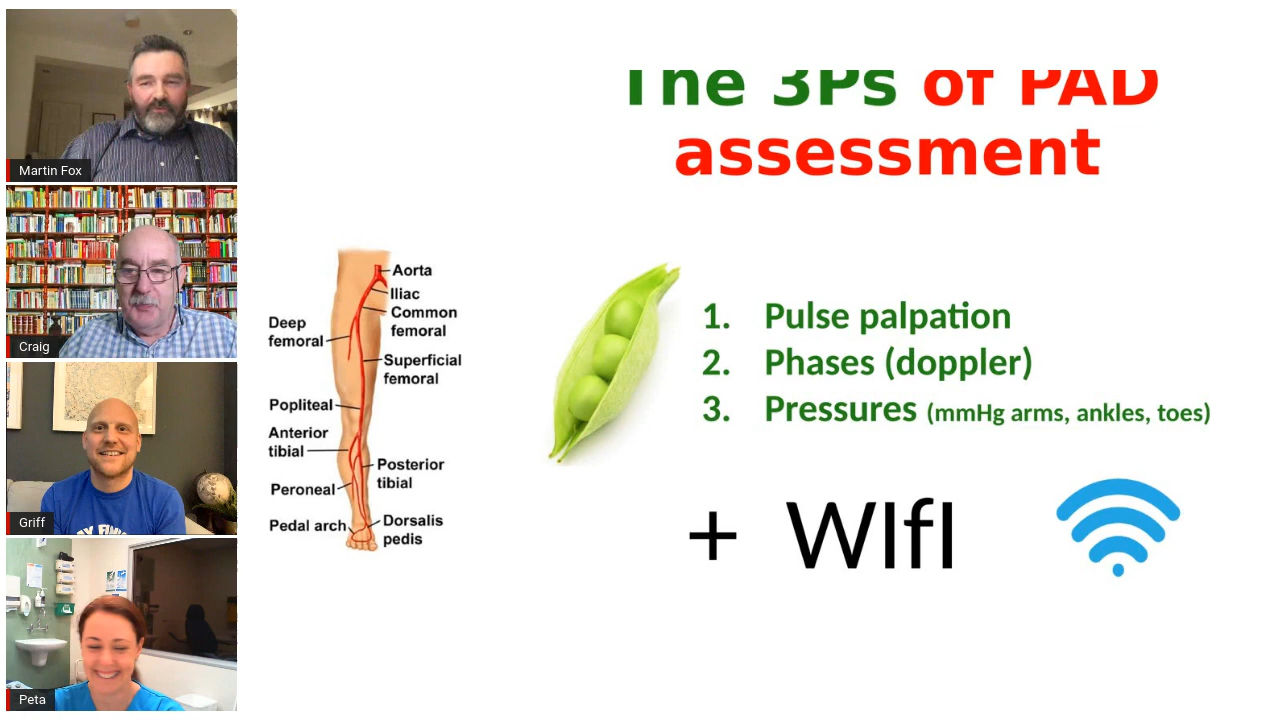 Martin Fox
Craig
Griff
Peta
The 3Ps of PAD
assessment
Aorta
Iliac
Common
femoral
Deep
femoral
Superficial
femoral
Popliteal
Anterior
tibial
Posterior
tibial
Peroneal
Pedal arch
Dorsalis
pedis
1. Pulse palpation
2. Phases (doppler)
3. Pressures (mmHg arms, ankles, toes)
+ WIfI